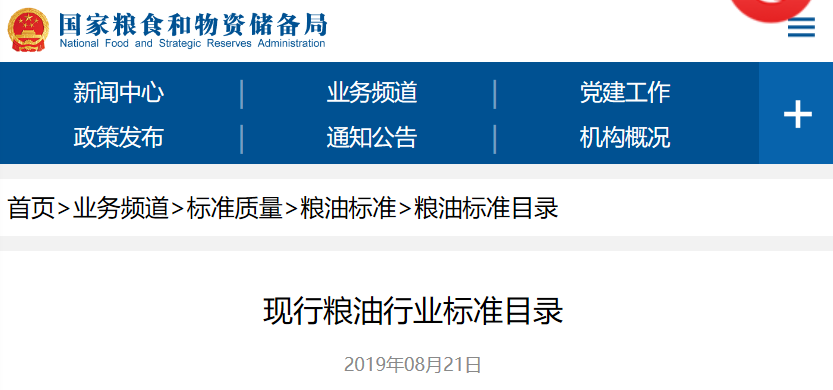 国家粮食和物资储备局
National Food and Strategic Reserves Administration
新闻中心 | 业务频道 | 党建工作
政策发布 | 通知公告 | 机构概况
+
首页>业务频道>标准质量>粮油标准>粮油标准目录
现行粮油行业标准目录
2019年08月21日